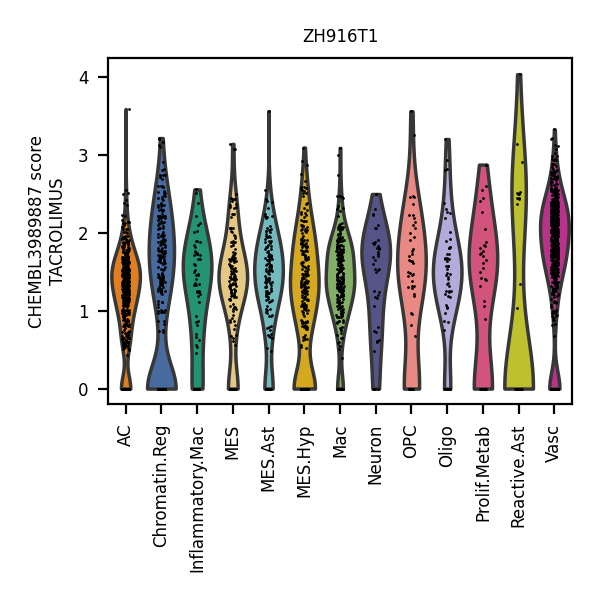 ZH916T1
CHEMBL3989887 score
TACROLIMUS
4
3
2
1
0
AC
Chromatin.Reg
Inflammatory.Mac
MES
MES.Ast
MES.Hyp
Mac
Neuron
OPC
Oligo
Prolif.Metab
Reactive.Ast
Vasc